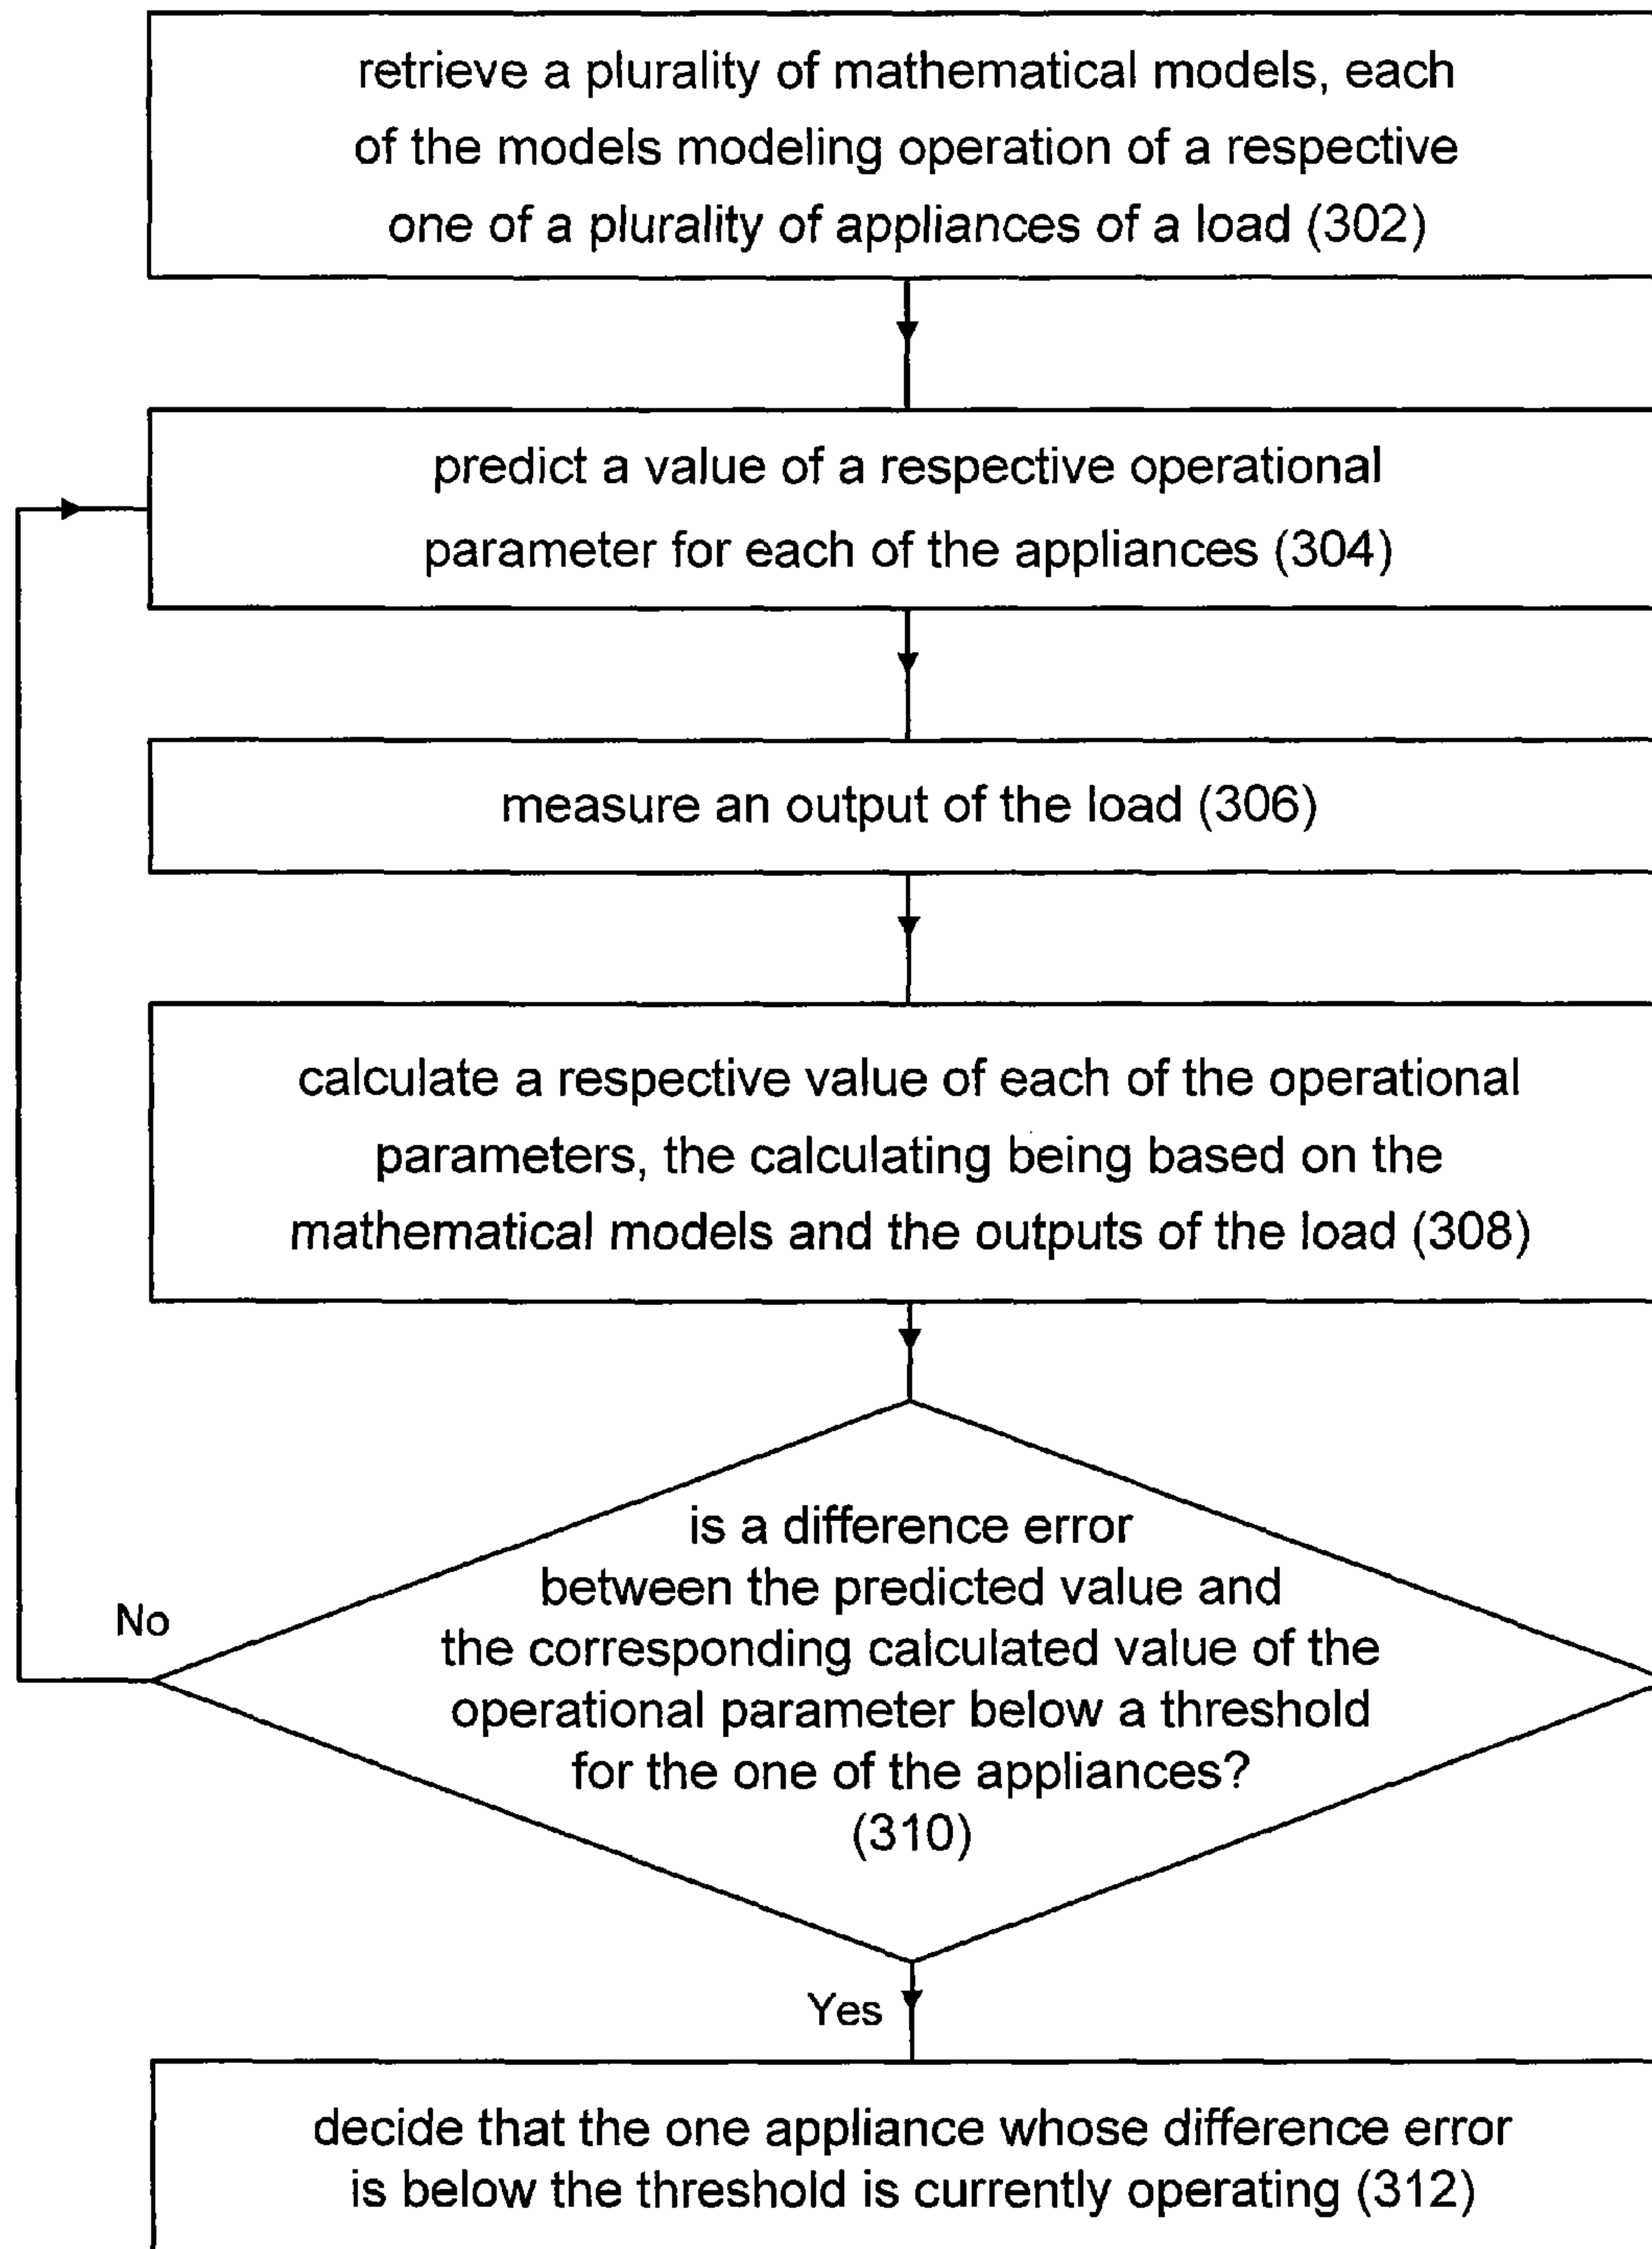 retrieve a plurality of mathematical models, each
of the models modeling operation of a respective
one of a plurality of appliances of a load (302)
predict a value of a respective operational
parameter for each of the appliances (304)
measure an output of the load (306)
calculate a respective value of each of the operational
parameters, the calculating being based on the
mathematical models and the outputs of the load (308)
is a difference error
between the predicted value and
the corresponding calculated value of the
operational parameter below a threshold
for the one of the appliances?
(310)
No
Yes
decide that the one appliance whose difference error
is below the threshold is currently operating (312)